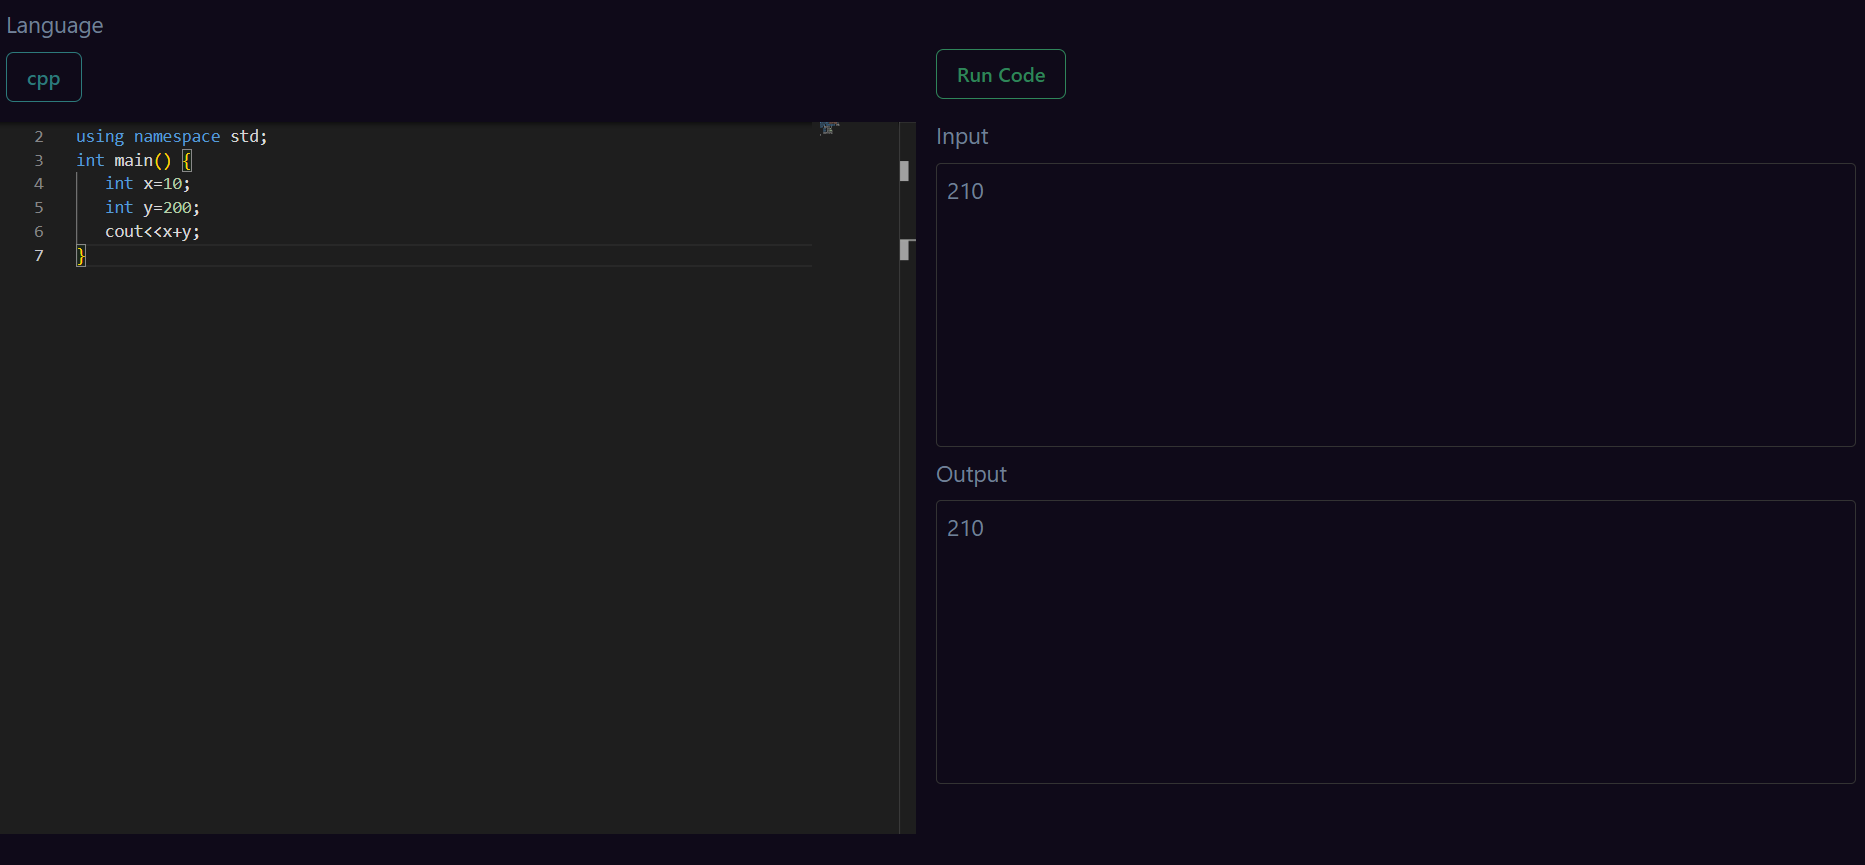 Language
cpp
2 using namespace std;
3 int main() {
4    int x=10;
5    int y=200;
6    cout<<x+y;
7 }
Run Code
Input
210
Output
210